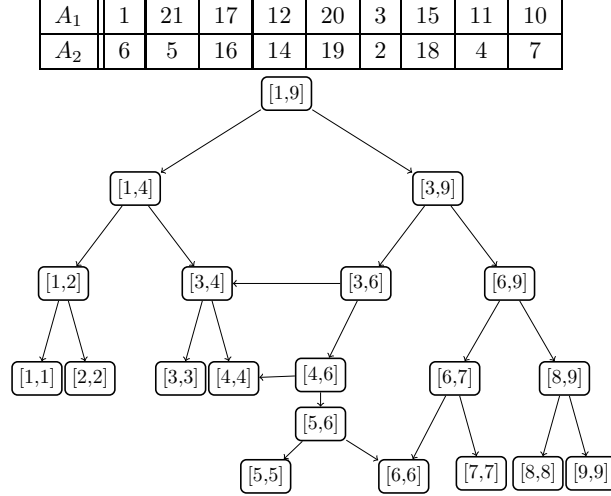 A1 1 21 17 12 20 3 15 11 10
A2 6 5 16 14 19 2 18 4 7
[1,9]
[1,4] [3,9]
[1,2] [3,4] [3,6] [6,9]
[1,1] [2,2] [3,3] [4,4] [4,6] [6,7] [8,9]
[5,6]
[5,5] [6,6] [7,7] [8,8] [9,9]